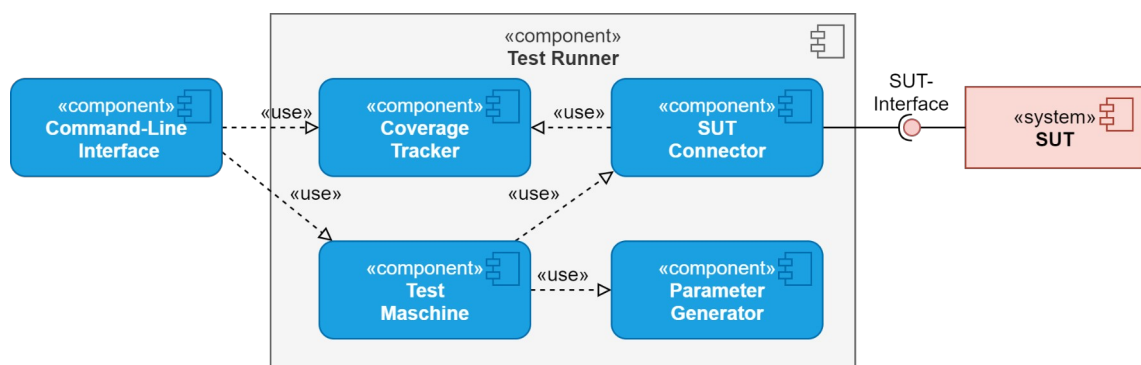 «component»
Test Runner
«component»
Command-Line
Interface
«use»
«component»
Coverage
Tracker
«use»
«component»
SUT
Connector
SUT-
Interface
«system»
SUT
«use»
«use»
«component»
Test
Maschine
«use»
«component»
Parameter
Generator